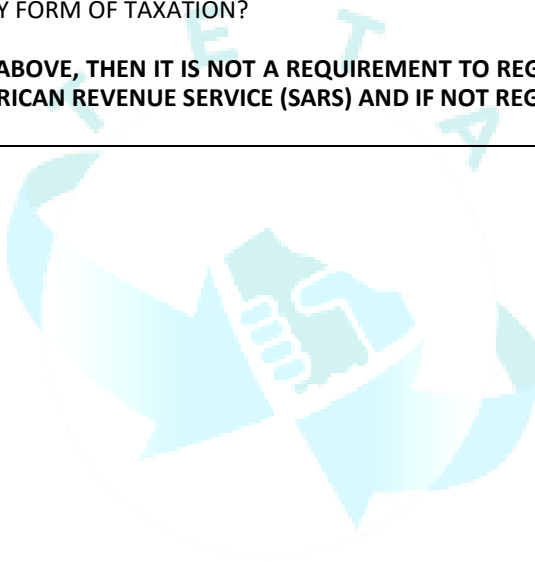 Y FORM OF TAXATION?
ABOVE, THEN IT IS NOT A REQUIREMENT TO REG
RICAN REVENUE SERVICE (SARS) AND IF NOT REG
T E T A